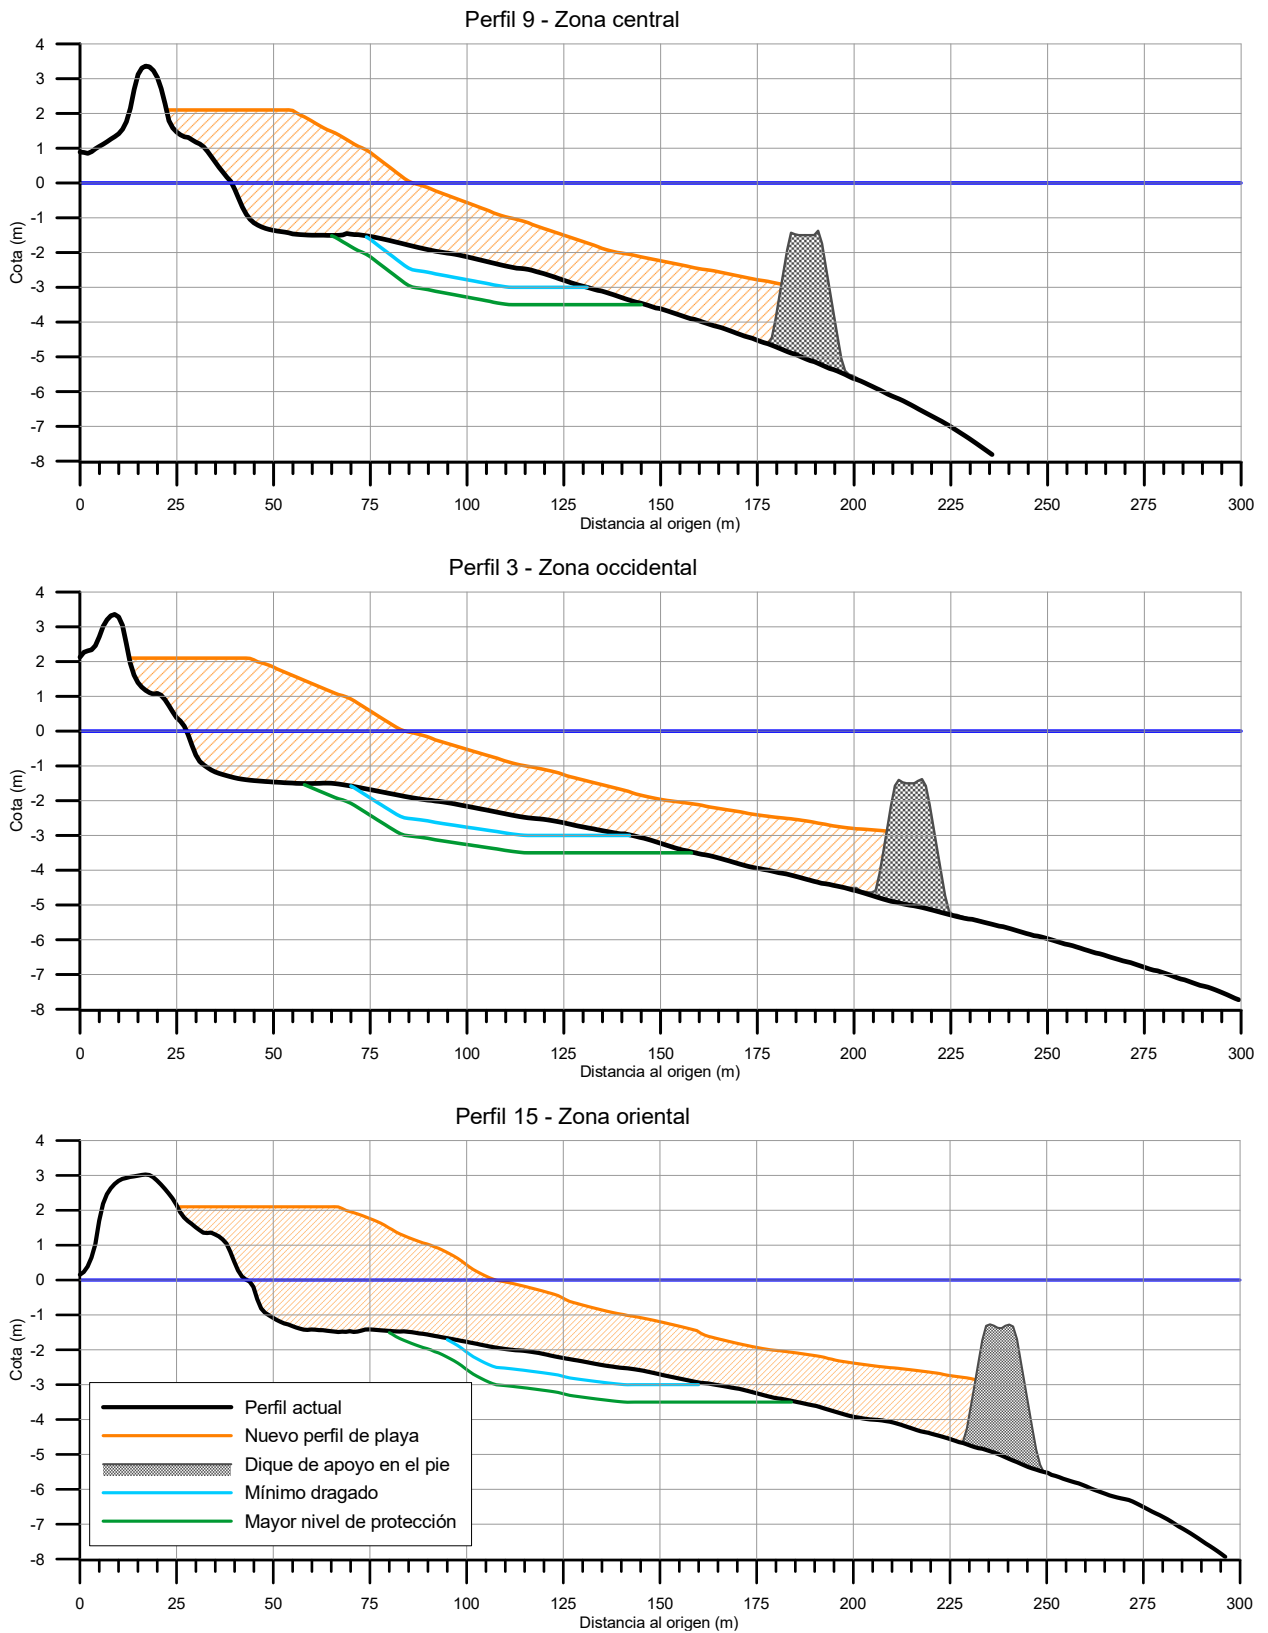 Perfil 9 - Zona central
4
3
2
1
0
-1
-2
-3
-4
-5
-6
-7
-8
Cota (m)
0 25 50 75 100 125 150 175 200 225 250 275 300
Distancia al origen (m)
Perfil 3 - Zona occidental
4
3
2
1
0
-1
-2
-3
-4
-5
-6
-7
-8
Cota (m)
0 25 50 75 100 125 150 175 200 225 250 275 300
Distancia al origen (m)
Perfil 15 - Zona oriental
4
3
2
1
0
-1
-2
-3
-4
-5
-6
-7
-8
Cota (m)
Perfil actual
Nuevo perfil de playa
Dique de apoyo en el pie
Mínimo dragado
Mayor nivel de protección
0 25 50 75 100 125 150 175 200 225 250 275 300
Distancia al origen (m)